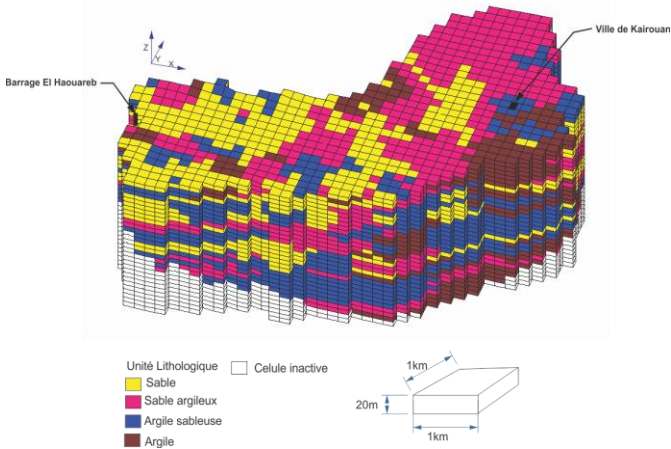 Ville de Kairouan
Z
Y
X
Barrage El Haouareb
Unité Lithologique
Celule inactive
Sable
Sable argileux
Argile sableuse
Argile
1km
20m
1km